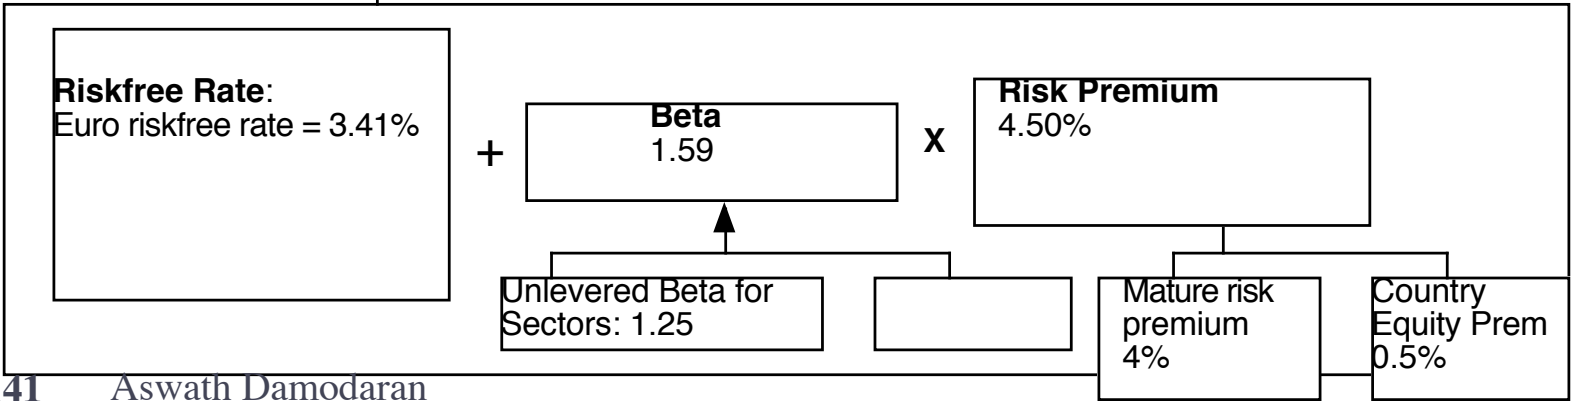 Riskfree Rate:
Euro riskfree rate = 3.41%
+
Beta
1.59
X
Risk Premium
4.50%
Unlevered Beta for
Sectors: 1.25
Mature risk
premium
4%
Country
Equity Prem
0.5%
41 Aswath Damodaran